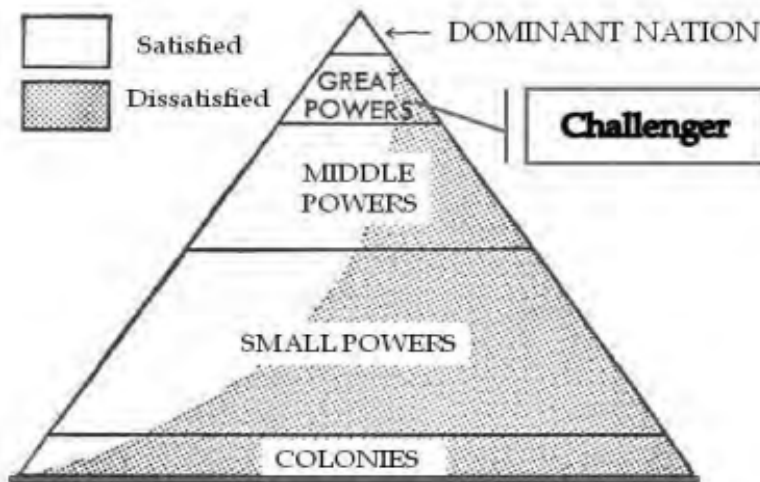 Satisfied
Dissatisfied
DOMINANT NATION
GREAT
POWERS
Challenger
MIDDLE
POWERS
SMALL POWERS
COLONIES